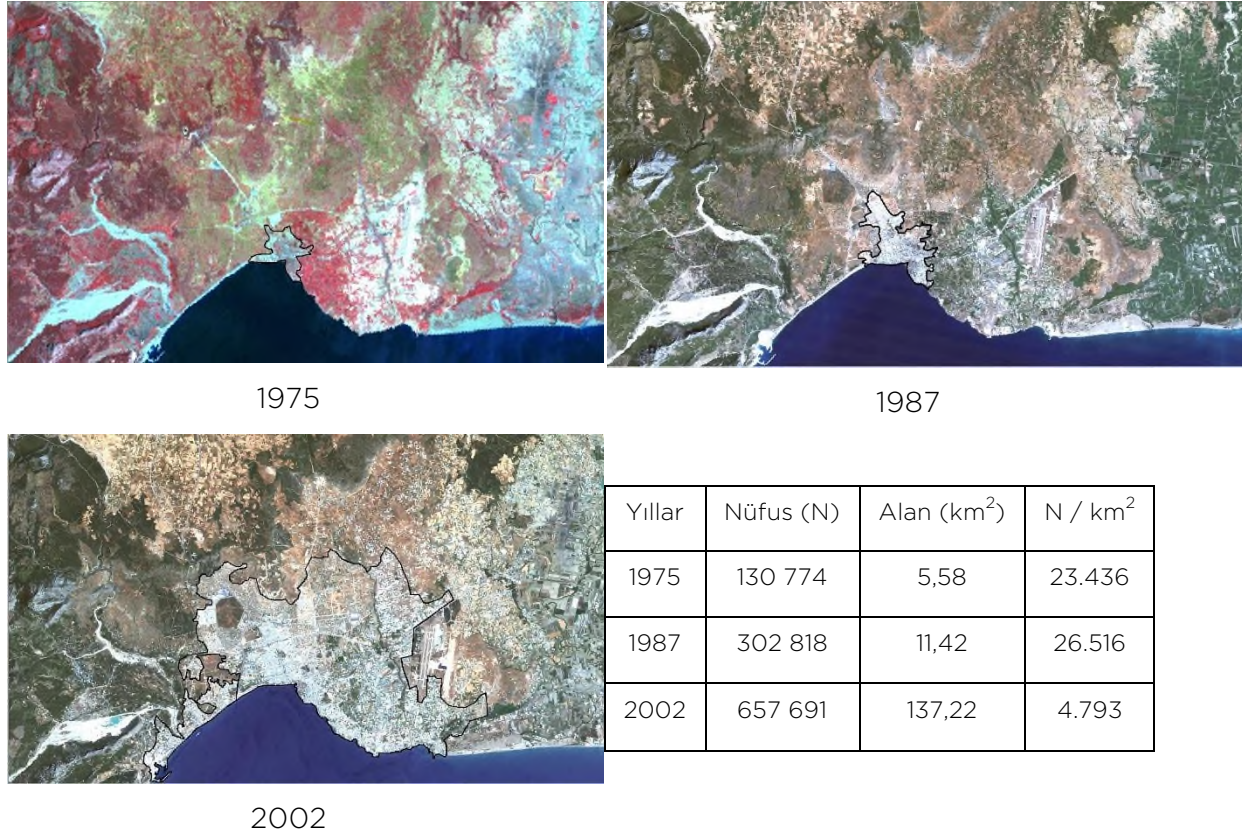 1975
1987
Yıllar Nüfus (N) Alan (km²) N / km²
1975 130 774 5,58 23.436
1987 302 818 11,42 26.516
2002 657 691 137,22 4.793
2002